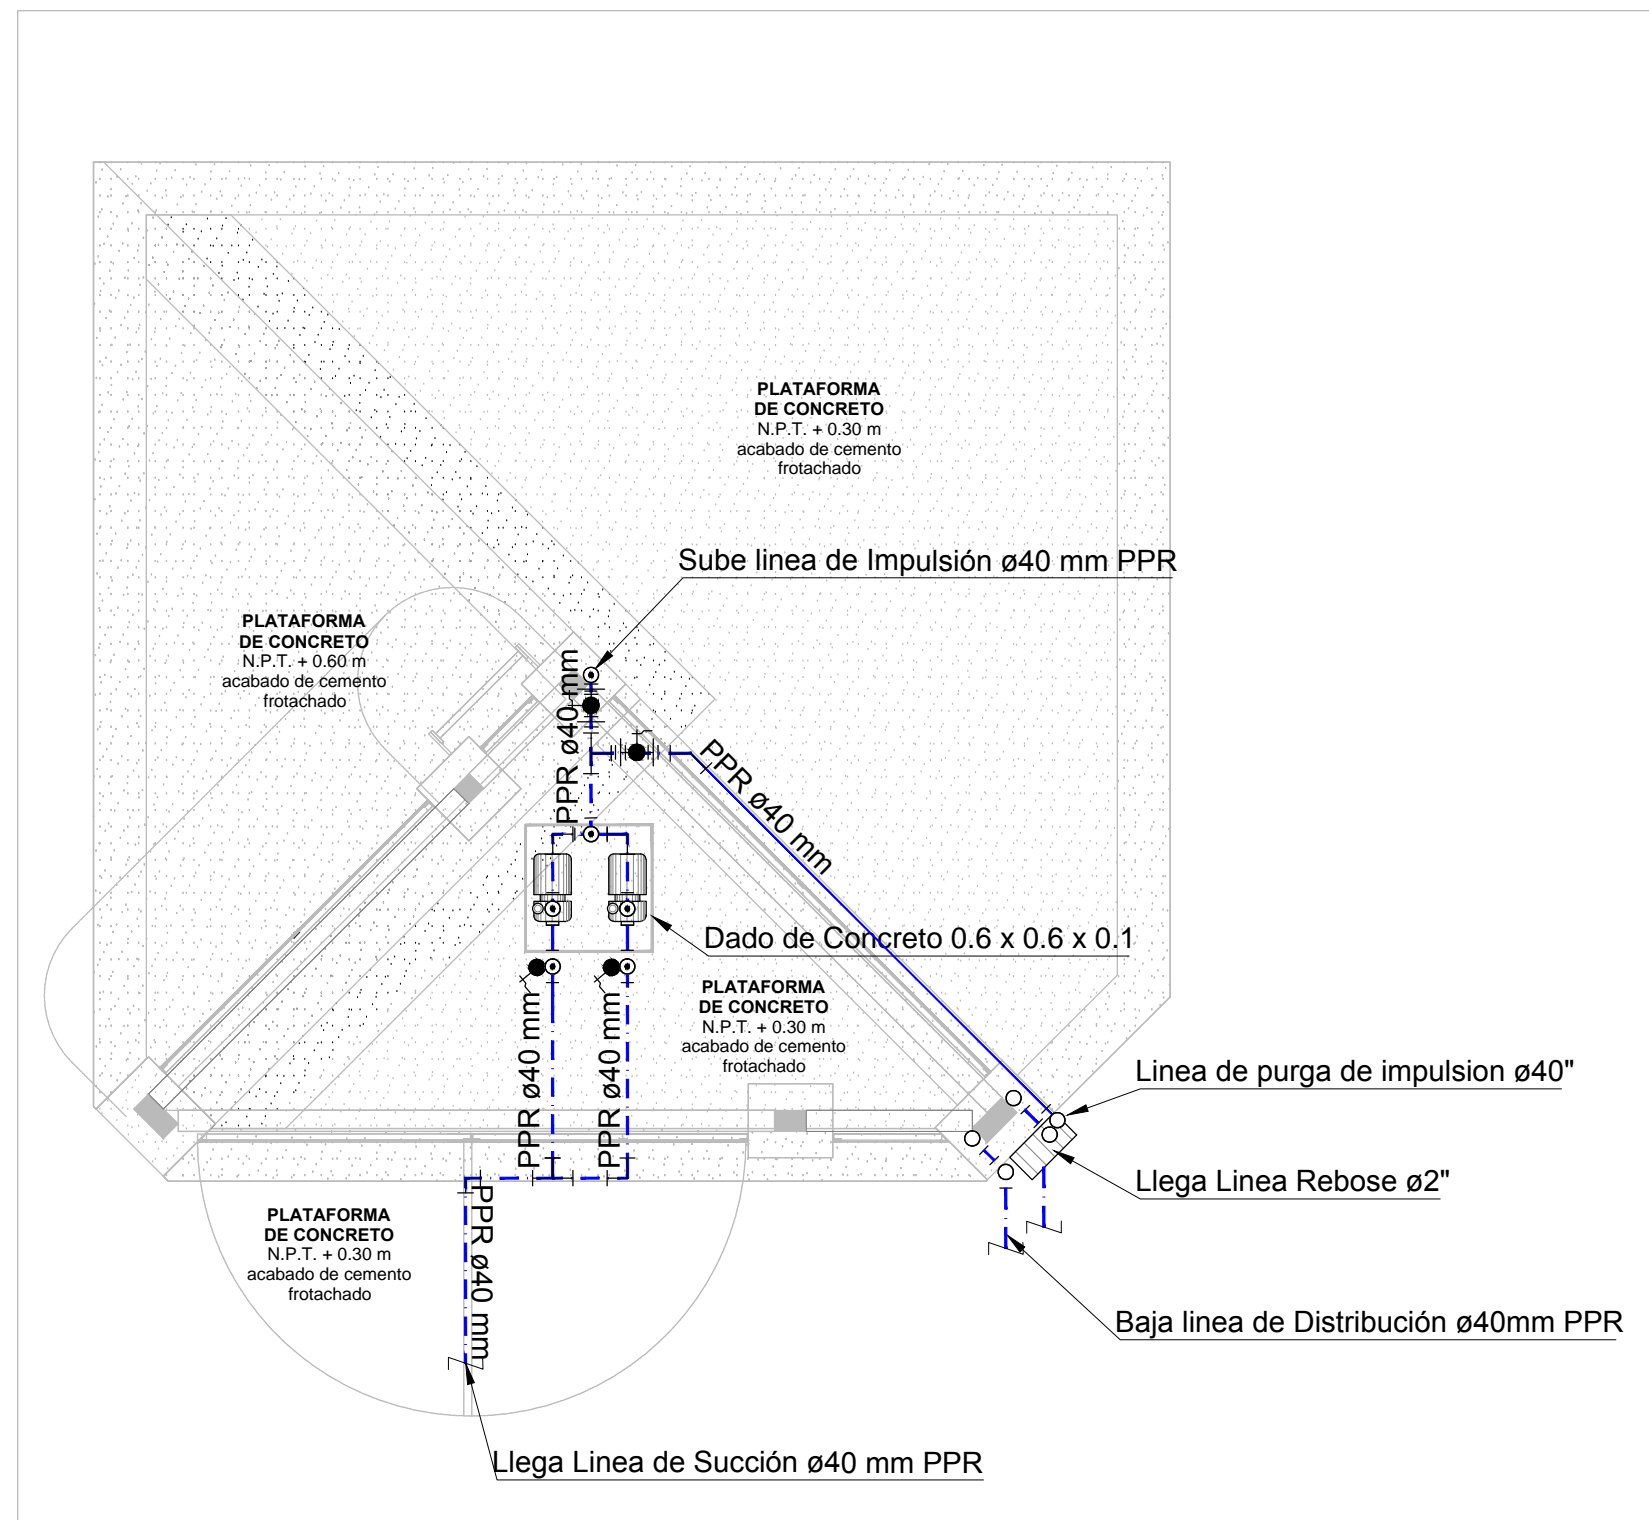 PLATAFORMA
DE CONCRETO
N.P.T. + 0.30 m
acabado de cemento
frotachado
Sube linea de Impulsión ø40 mm PPR
PLATAFORMA
DE CONCRETO
N.P.T. + 0.60 m
acabado de cemento
frotachado
PPR ø40 mm
PPR ø40 mm
Dado de Concreto 0.6 x 0.6 x 0.1
PLATAFORMA
DE CONCRETO
N.P.T. + 0.30 m
acabado de cemento
frotachado
PPR ø40 mm
PPR ø40 mm
Linea de purga de impulsion ø40"
Llega Linea Rebose ø2"
PLATAFORMA
DE CONCRETO
N.P.T. + 0.30 m
acabado de cemento
frotachado
PPR ø40 mm
Baja linea de Distribución ø40mm PPR
Llega Linea de Succión ø40 mm PPR